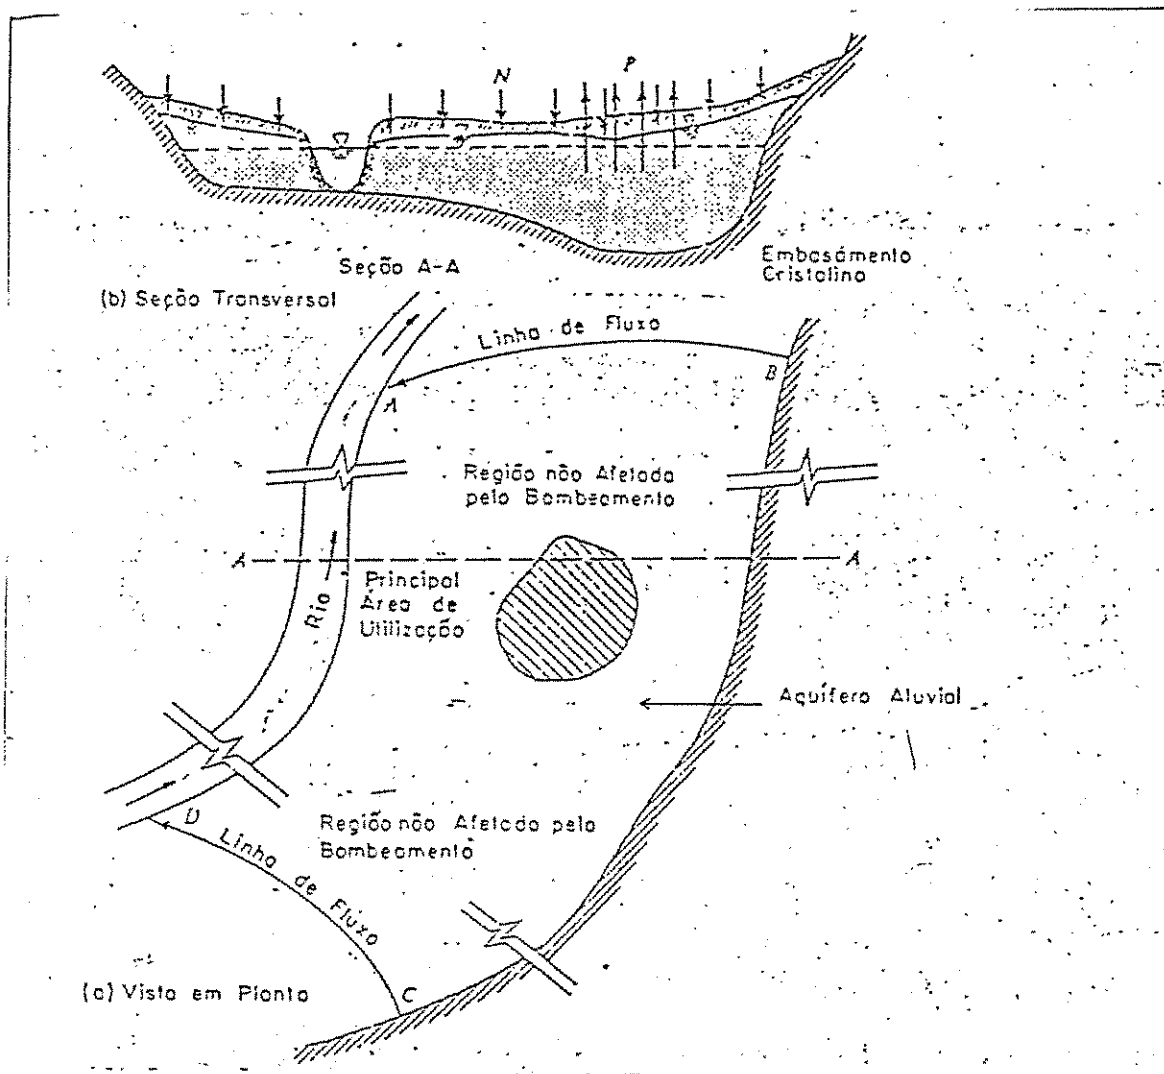 N
P
Seção A-A
Embasamento
Cristalino
(b) Seção Transversal
Linha de Fluxo
B
A
Região não Afetada
pelo Bombeamento
A
A
Principal
Área de
Utilização
Rio
Aquífero Aluvial
D
Região não Afetada pelo
Bombeamento
Linha de Fluxo
C
(a) Vista em Planta